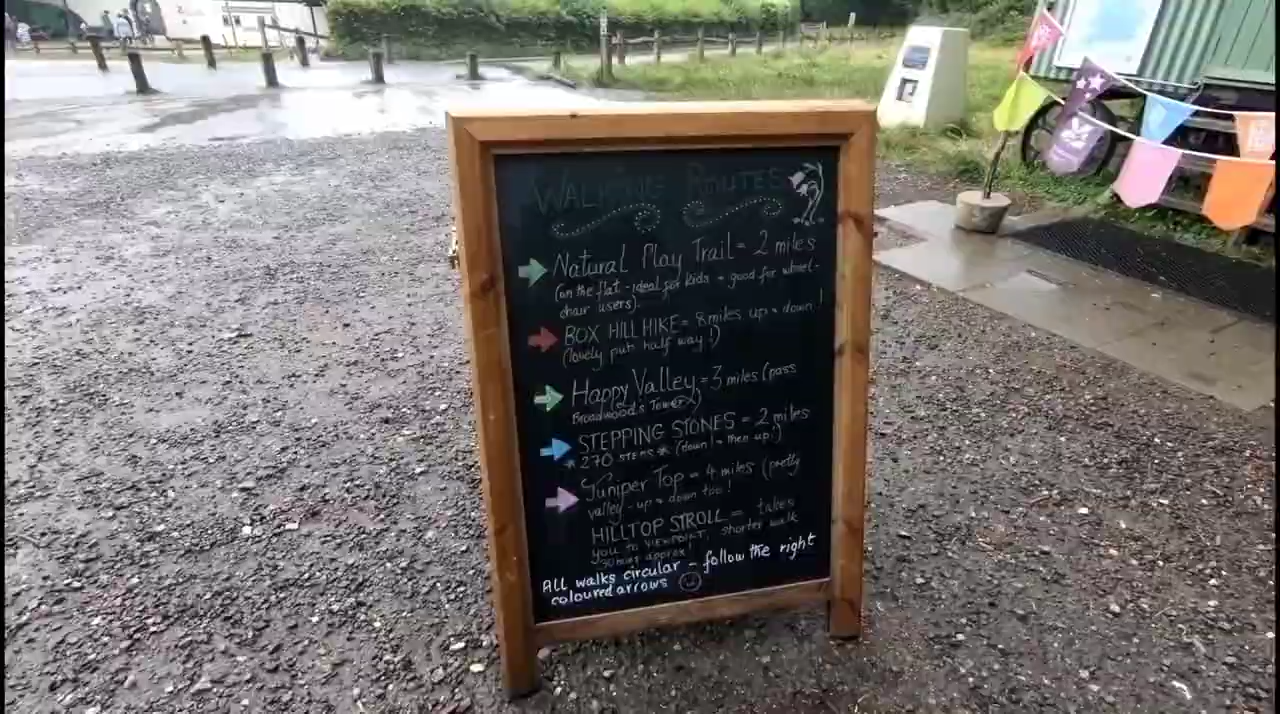 WALKING ROUTES
Natural Play Trail = 2 miles
(on the flat - ideal for kids + good for wheel-
chair users).
BOX HILL HIKE = 8 miles up + down!
(lovely pub half way!)
Happy Valley = 3 miles (pass
Broadwood's Tower)
STEPPING STONES = 2 miles
* 270 STEPS * (down! + then up!)
Juniper Top = 4 miles (pretty
valley - up + down too!
HILLTOP STROLL = takes
you to VIEWPOINT, shorter walk
30 mins approx!
All walks circular - follow the right
coloured arrows